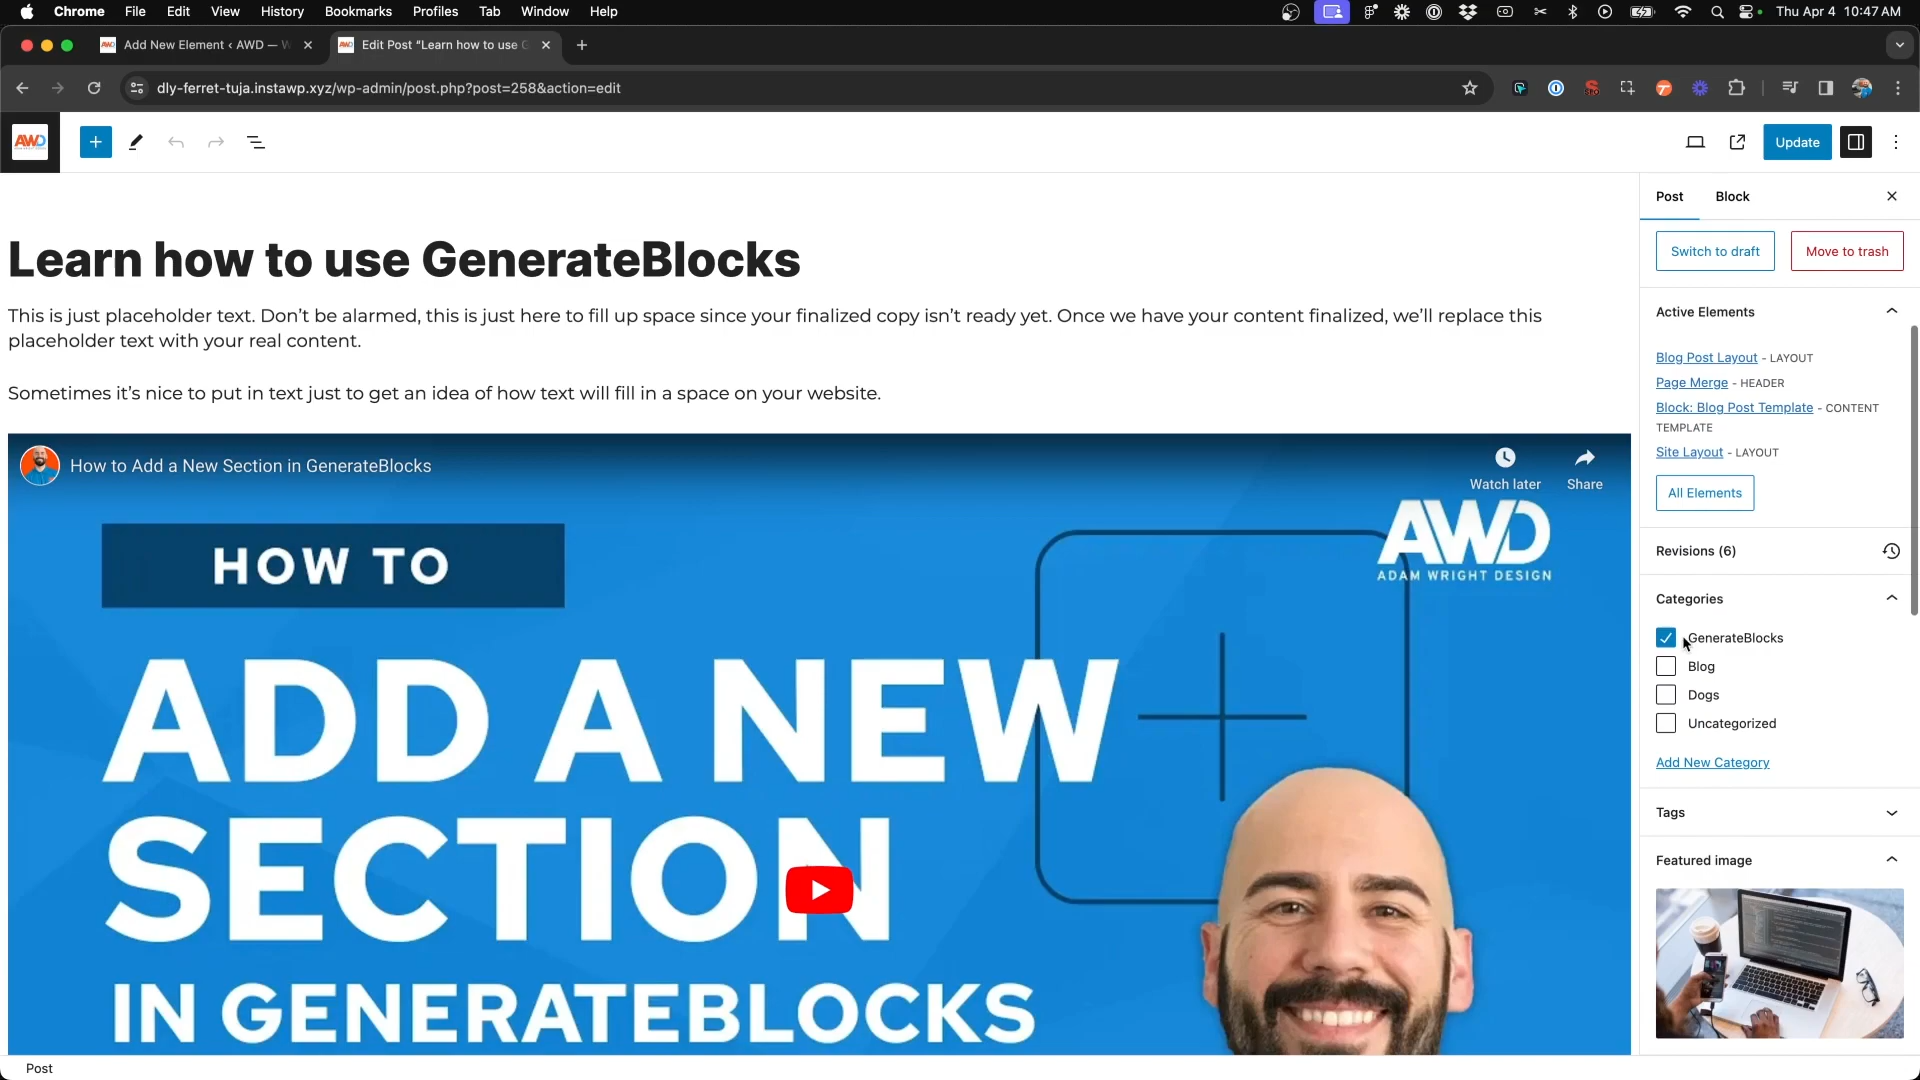 Chrome File Edit View History Bookmarks Profiles Tab Window Help Thu Apr 4 10:47 AM
Add New Element ‹ AWD — W
Edit Post “Learn how to use G
dly-ferret-tuja.instawp.xyz/wp-admin/post.php?post=258&action=edit
AWD
Update
Post Block
Switch to draft Move to trash
Learn how to use GenerateBlocks
This is just placeholder text. Don’t be alarmed, this is just here to fill up space since your finalized copy isn’t ready yet. Once we have your content finalized, we’ll replace this
placeholder text with your real content.
Sometimes it’s nice to put in text just to get an idea of how text will fill in a space on your website.
How to Add a New Section in GenerateBlocks
Watch later Share
HOW TO
AWD
ADAM WRIGHT DESIGN
ADD A NEW
SECTION
IN GENERATEBLOCKS
Active Elements
Blog Post Layout - LAYOUT
Page Merge - HEADER
Block: Blog Post Template - CONTENT
TEMPLATE
Site Layout - LAYOUT
All Elements
Revisions (6)
Categories
GenerateBlocks
Blog
Dogs
Uncategorized
Add New Category
Tags
Featured image
Post